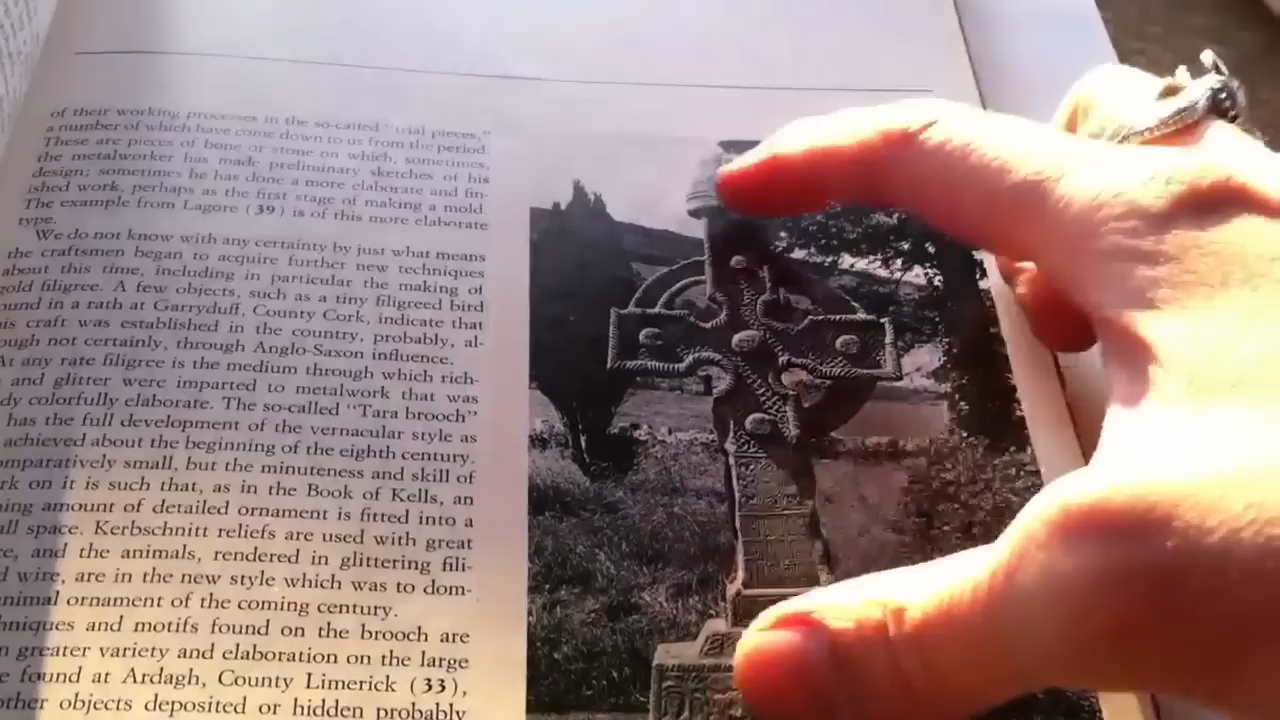 of their working processes in the so-called "trial pieces,"
a number of which have come down to us from the period.
These are pieces of bone or stone on which, sometimes,
the metalworker has made preliminary sketches of his
design; sometimes he has done a more elaborate and fin-
ished work, perhaps as the first stage of making a mold.
The example from Lagore (39) is of this more elaborate
type.
We do not know with any certainty by just what means
the craftsmen began to acquire further new techniques
about this time, including in particular the making of
gold filigree. A few objects, such as a tiny filigreed bird
ound in a rath at Garryduff, County Cork, indicate that
is craft was established in the country, probably, al-
ough not certainly, through Anglo-Saxon influence.
At any rate filigree is the medium through which rich-
and glitter were imparted to metalwork that was
dy colorfully elaborate. The so-called "Tara brooch"
has the full development of the vernacular style as
achieved about the beginning of the eighth century.
omparatively small, but the minuteness and skill of
rk on it is such that, as in the Book of Kells, an
ing amount of detailed ornament is fitted into a
all space. Kerbschnitt reliefs are used with great
ce, and the animals, rendered in glittering fili-
d wire, are in the new style which was to dom-
nimal ornament of the coming century.
hniques and motifs found on the brooch are
n greater variety and elaboration on the large
e found at Ardagh, County Limerick (33),
other objects deposited or hidden probably